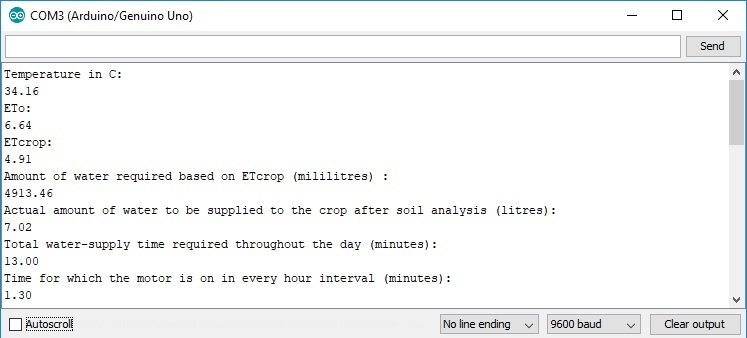 COM3 (Arduino/Genuino Uno)
Send
Temperature in C:
34.16
ETo:
6.64
ETcrop:
4.91
Amount of water required based on ETcrop (mililitres) :
4913.46
Actual amount of water to be supplied to the crop after soil analysis (litres):
7.02
Total water-supply time required throughout the day (minutes):
13.00
Time for which the motor is on in every hour interval (minutes):
1.30
Autoscroll No line ending 9600 baud Clear output